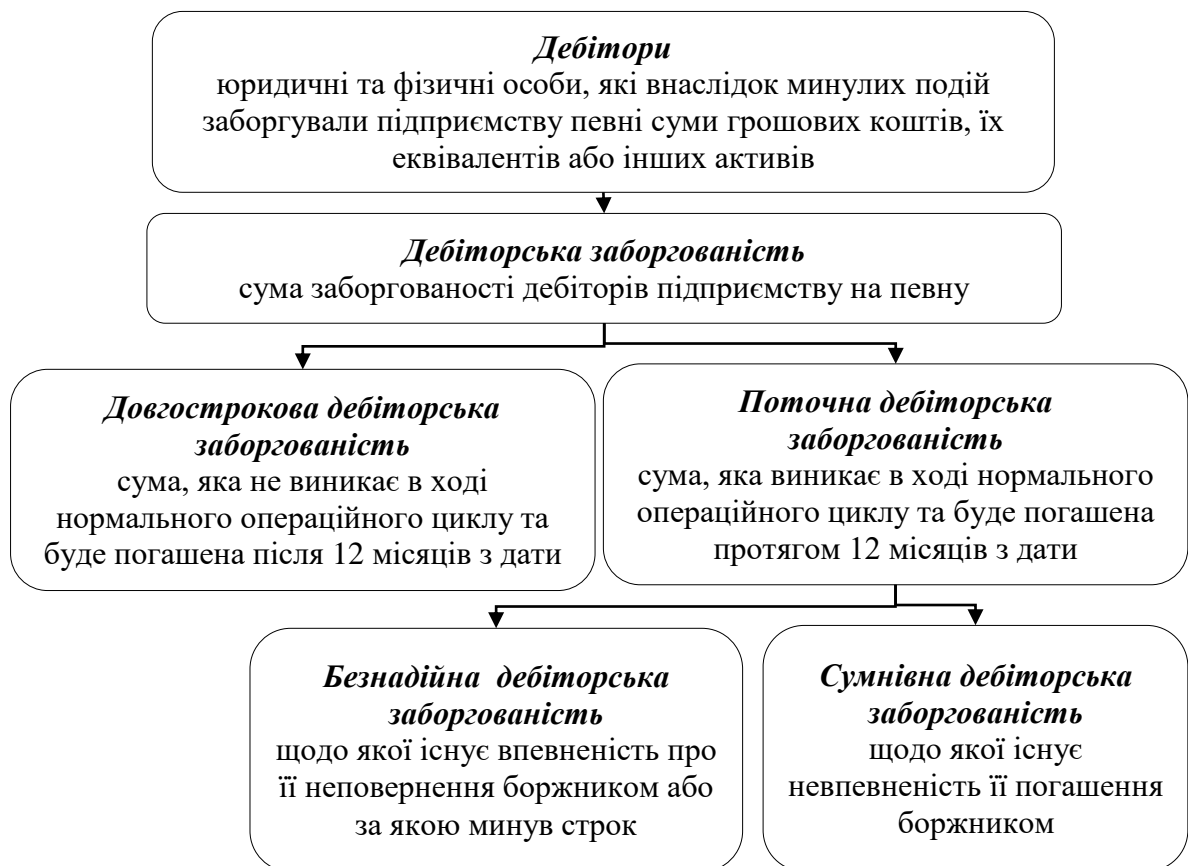 Дебітори
юридичні та фізичні особи, які внаслідок минулих подій
заборгували підприємству певні суми грошових коштів, їх
еквівалентів або інших активів
Дебіторська заборгованість
сума заборгованості дебіторів підприємству на певну
Довгострокова дебіторська
заборгованість
сума, яка не виникає в ході
нормального операційного циклу та
буде погашена після 12 місяців з дати
Поточна дебіторська
заборгованість
сума, яка виникає в ході нормального
операційного циклу та буде погашена
протягом 12 місяців з дати
Безнадійна дебіторська
заборгованість
щодо якої існує впевненість про
її неповернення боржником або
за якою минув строк
Сумнівна дебіторська
заборгованість
щодо якої існує
невпевненість її погашення
боржником